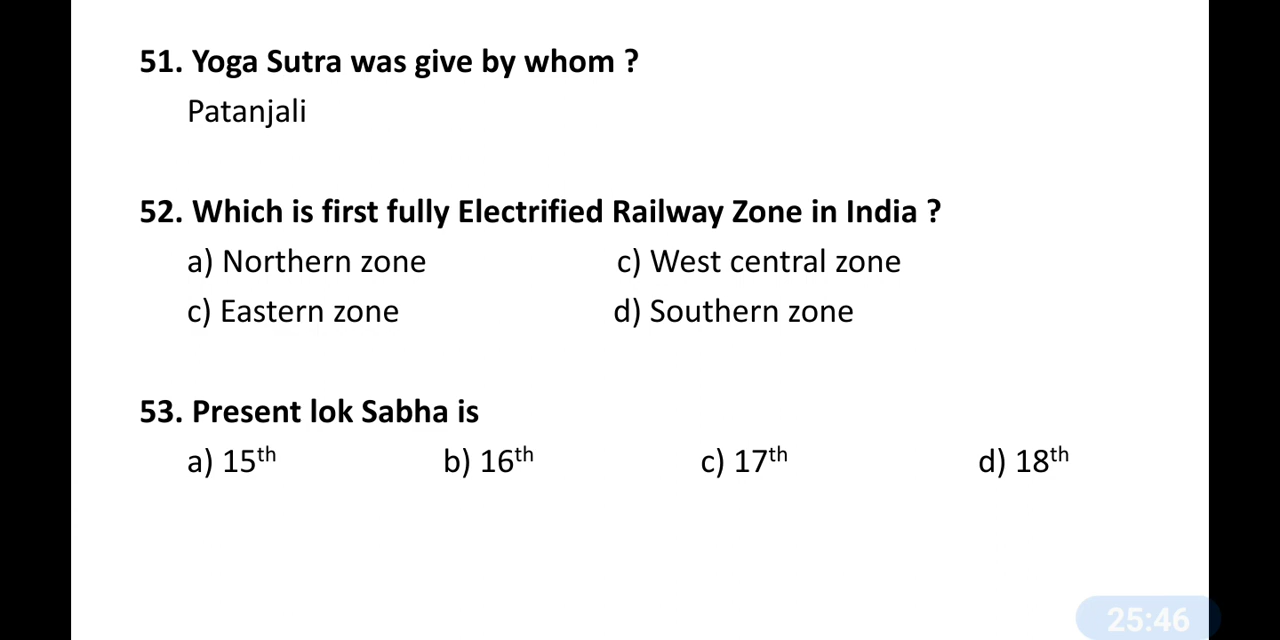 51. Yoga Sutra was give by whom ?
Patanjali
52. Which is first fully Electrified Railway Zone in India ?
a) Northern zone c) West central zone
c) Eastern zone d) Southern zone
53. Present lok Sabha is
a) 15th b) 16th c) 17th d) 18th
25:46